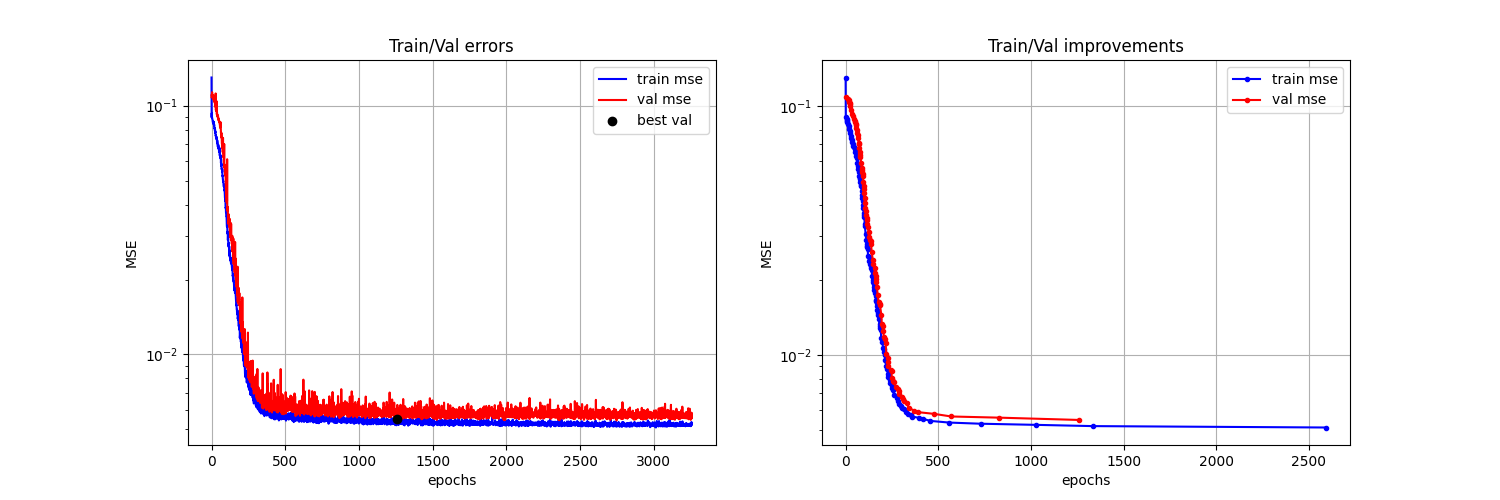 Train/Val errors
train mse
val mse
best val
10⁻¹
10⁻²
MSE
0 500 1000 1500 2000 2500 3000
epochs
Train/Val improvements
train mse
val mse
10⁻¹
10⁻²
MSE
0 500 1000 1500 2000 2500
epochs